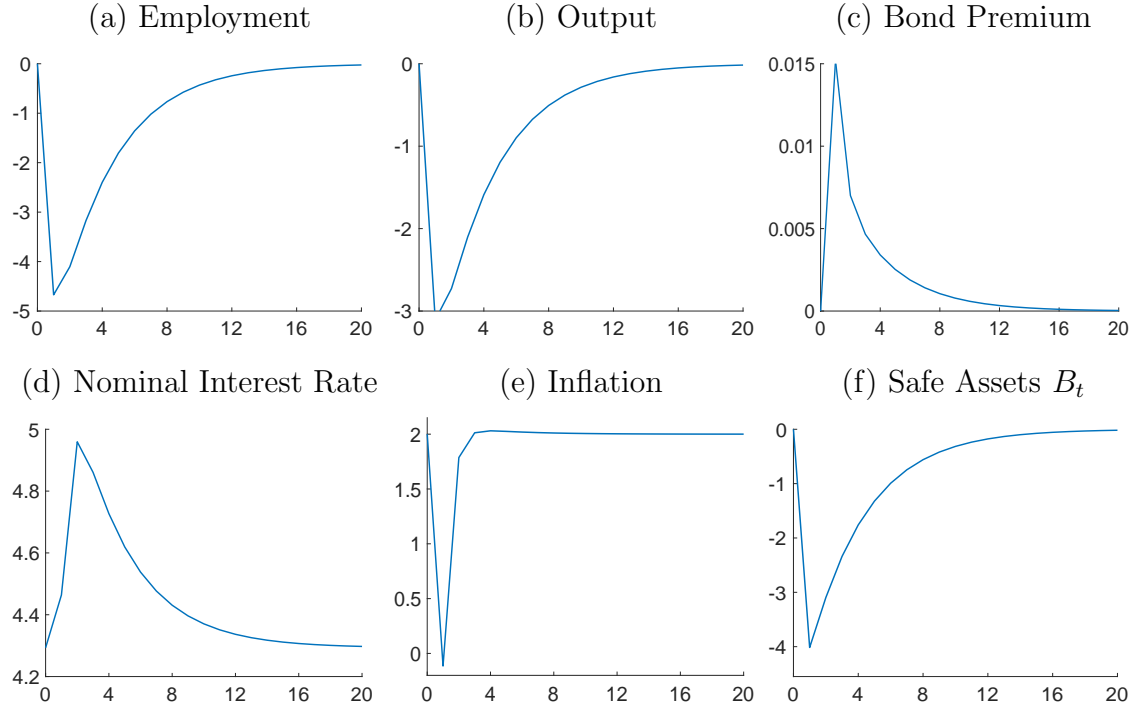 (a) Employment
(b) Output
(c) Bond Premium
0
-1
-2
-3
-4
-5
0 4 8 12 16 20
0
-1
-2
-3
0 4 8 12 16 20
0.015
0.01
0.005
0
0 4 8 12 16 20
(d) Nominal Interest Rate
(e) Inflation
(f) Safe Assets B_t
5
4.8
4.6
4.4
4.2
0 4 8 12 16 20
2
1.5
1
0.5
0
0 4 8 12 16 20
0
-1
-2
-3
-4
0 4 8 12 16 20